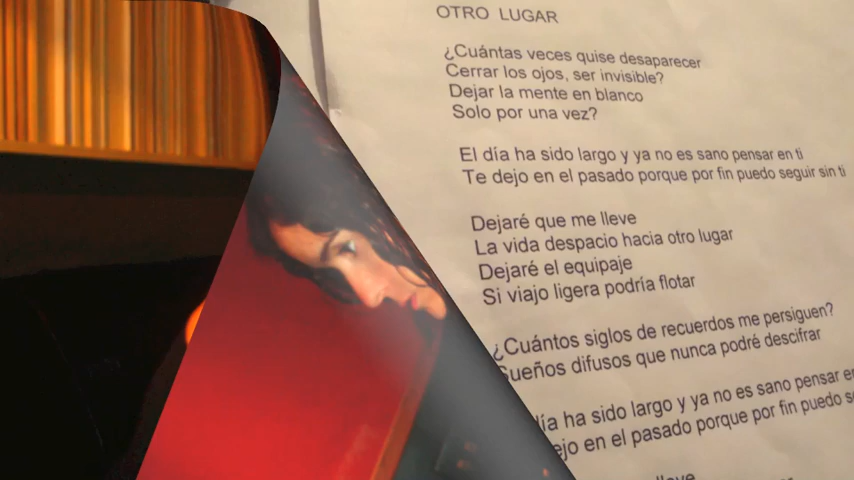 OTRO LUGAR
¿Cuántas veces quise desaparecer
Cerrar los ojos, ser invisible?
Dejar la mente en blanco
Solo por una vez?
El día ha sido largo y ya no es sano pensar en ti
Te dejo en el pasado porque por fin puedo seguir sin ti
Dejaré que me lleve
La vida despacio hacia otro lugar
Dejaré el equipaje
Si viajo ligera podría flotar
¿Cuántos siglos de recuerdos me persiguen?
Sueños difusos que nunca podré descifrar
ía ha sido largo y ya no es sano pensar e
ejo en el pasado porque por fin puedo s
lleve